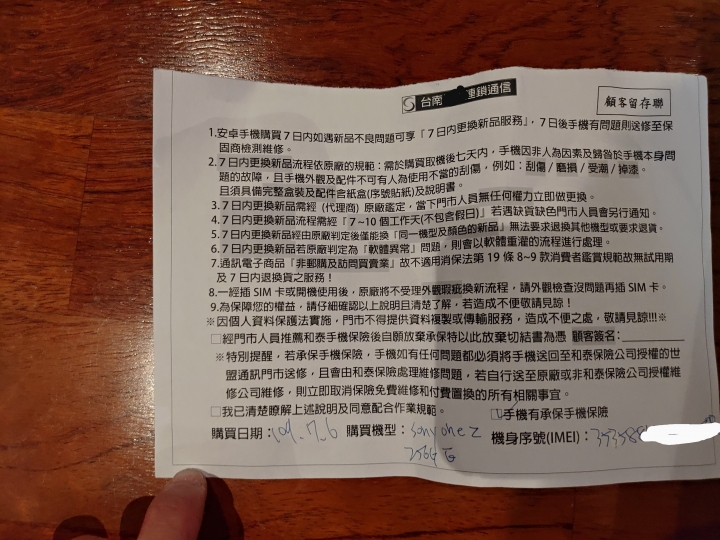 台南 連鎖通信
顧客留存聯
1.安卓手機購買7日內如遇新品不良問題可享「7日內更換新品服務」，7日後手機有問題則送修至保
固商檢測維修。
2.7日內更換新品流程依原廠的規範：需於購買取機後七天內，手機因非人為因素及歸咎於手機本身問
題的故障，且手機外觀及配件不可有人為使用不當的刮傷，例如：刮傷/磨損/受潮/掉漆。
且須具備完整盒裝及配件含紙盒(序號貼紙)及說明書。
3.7日內更換新品需經(代理商)原廠鑑定，當下門市人員無任何權力立即做更換。
4.7日內更換新品流程需經「7~10個工作天(不包含假日)」若遇缺貨缺色門市人員會另行通知。
5.7日內更換新品經由原廠判定後僅能換「同一機型及顏色的新品」無法要求退換其他機型或要求退貨。
6.7日內更換新品若原廠判定為「軟體異常」問題，則會以軟體重灌的流程進行處理。
7.通訊電子商品「非郵購及訪問買賣業」故不適用消保法第19條8~9款消費者鑑賞規範故無試用期
及7日內退換貨之服務！
8.一經插SIM卡或開機使用後，原廠將不受理外觀瑕疵換新流程，請外觀檢查沒問題再插SIM卡。
9.為保障您的權益，請仔細確認以上說明且清楚了解，若造成不便敬請見諒！
※因個人資料保護法實施，門市不得提供資料複製或傳輸服務，造成不便之處，敬請見諒!!!※
□經門市人員推薦和泰手機保險後自願放棄承保特以此放棄切結書為憑 顧客簽名：
※特別提醒，若承保手機保險，手機如有任何問題都必須將手機送回至和泰保險公司授權的世
盟通訊門市送修，且會由和泰保險處理維修問題，若自行送至原廠或非和泰保險公司授權維
修公司維修，則立即取消保險免費維修和付費置換的所有相關事宜。
□我已清楚瞭解上述說明及同意配合作業規範。 □手機有承保手機保險
購買日期：109.7.6 購買機型：Sony one 2 機身序號(IMEI)：353588
256G